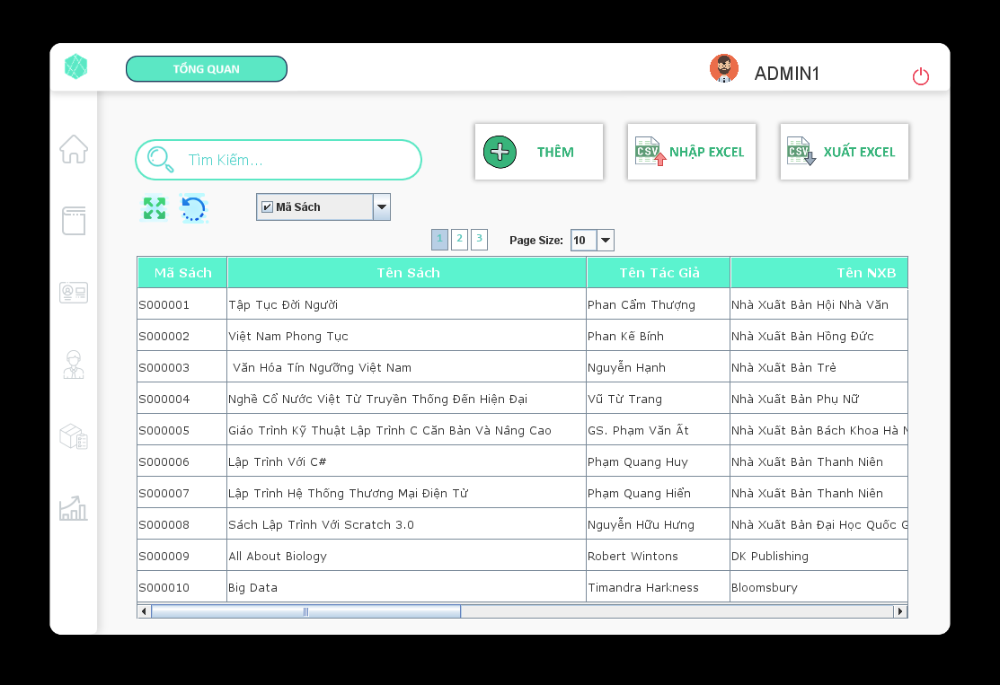 TỔNG QUAN
ADMIN1
Tìm Kiếm...
THÊM
CSV NHẬP EXCEL
CSV XUẤT EXCEL
Mã Sách
1 2 3 Page Size: 10
Mã Sách Tên Sách Tên Tác Giả Tên NXB
S000001 Tập Tục Đời Người Phan Cẩm Thượng Nhà Xuất Bản Hội Nhà Văn
S000002 Việt Nam Phong Tục Phan Kế Bính Nhà Xuất Bản Hồng Đức
S000003 Văn Hóa Tín Ngưỡng Việt Nam Nguyễn Hạnh Nhà Xuất Bản Trẻ
S000004 Nghề Cổ Nước Việt Từ Truyền Thống Đến Hiện Đại Vũ Từ Trang Nhà Xuất Bản Phụ Nữ
S000005 Giáo Trình Kỹ Thuật Lập Trình C Căn Bản Và Nâng Cao GS. Phạm Văn Ất Nhà Xuất Bản Bách Khoa Hà
S000006 Lập Trình Với C# Phạm Quang Huy Nhà Xuất Bản Thanh Niên
S000007 Lập Trình Hệ Thống Thương Mại Điện Tử Phạm Quang Hiển Nhà Xuất Bản Thanh Niên
S000008 Sách Lập Trình Với Scratch 3.0 Nguyễn Hữu Hưng Nhà Xuất Bản Đại Học Quốc
S000009 All About Biology Robert Wintons DK Publishing
S000010 Big Data Timandra Harkness Bloomsbury